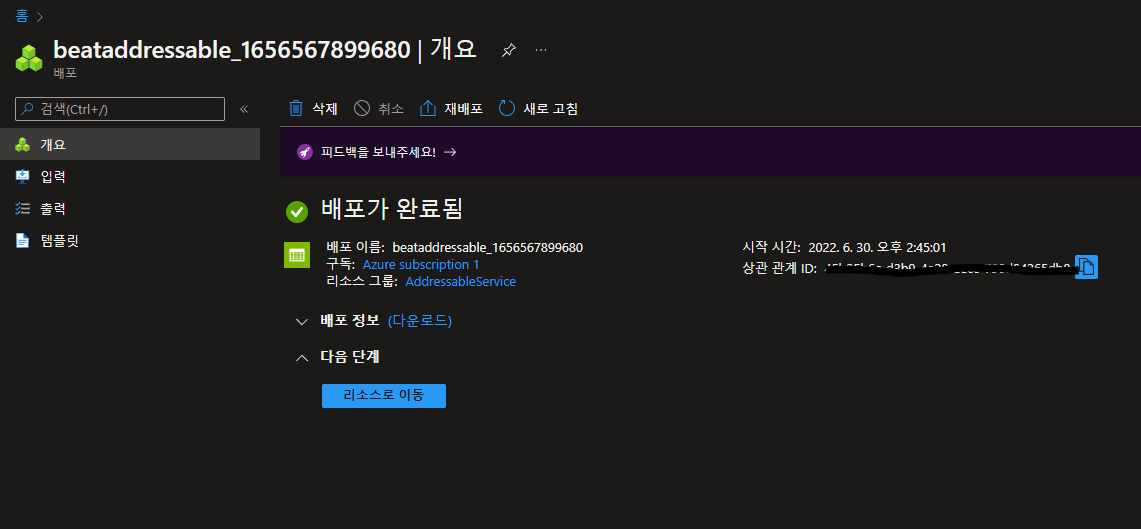 홈 >
beataddressable_1656567899680 | 개요
배포
검색(Ctrl+/)
삭제 취소 재배포 새로 고침
개요
입력
출력
템플릿
피드백을 보내주세요! →
배포가 완료됨
배포 이름: beataddressable_1656567899680
구독: Azure subscription 1
리소스 그룹: AddressableService
시작 시간: 2022. 6. 30. 오후 2:45:01
상관 관계 ID:
배포 정보 (다운로드)
다음 단계
리소스로 이동